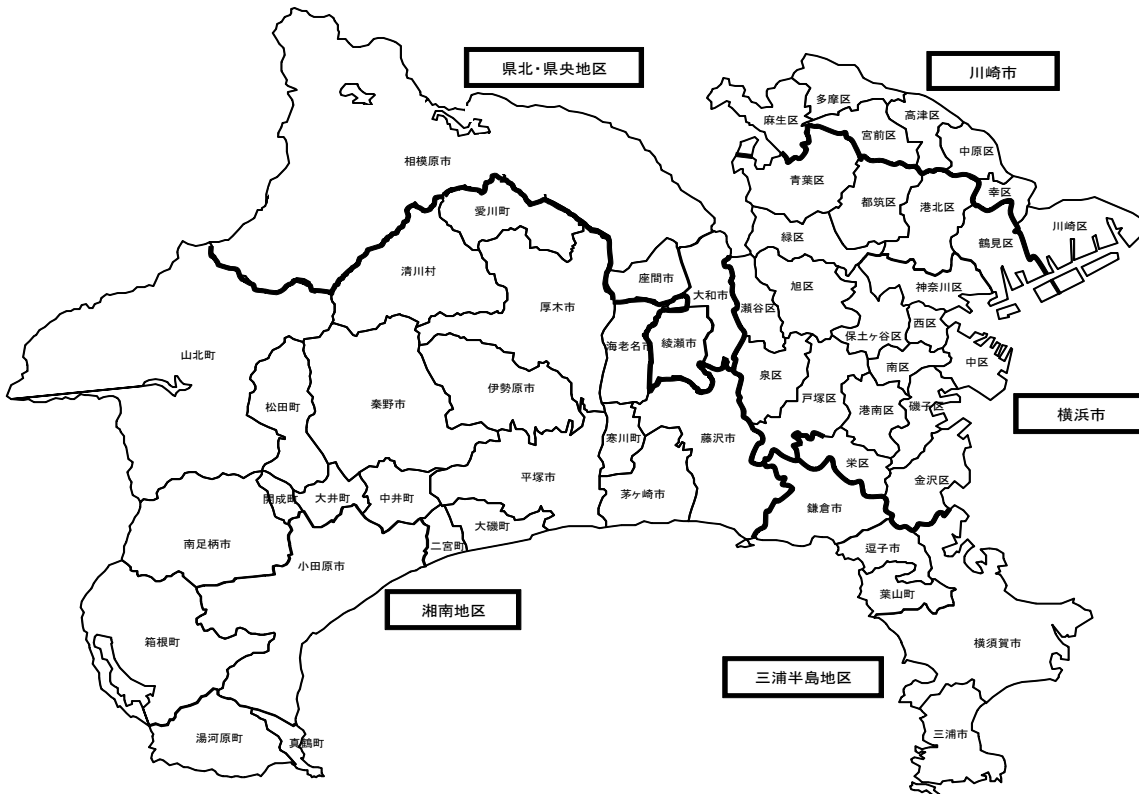 県北・県央地区
川崎市
多摩区
高津区
麻生区
宮前区
中原区
相模原市
青葉区
幸区
愛川町
都筑区
港北区
川崎区
緑区
鶴見区
清川村
座間市
旭区
神奈川区
厚木市
大和市
瀬谷区
西区
保土ヶ谷区
山北町
海老名市
綾瀬市
中区
南区
泉区
伊勢原市
松田町
秦野市
戸塚区
港南区
磯子区
横浜市
寒川町
藤沢市
栄区
平塚市
金沢区
開成町
大井町
中井町
茅ヶ崎市
鎌倉市
大磯町
南足柄市
二宮町
逗子市
小田原市
葉山町
湘南地区
箱根町
横須賀市
三浦半島地区
三浦市
湯河原町
真鶴町